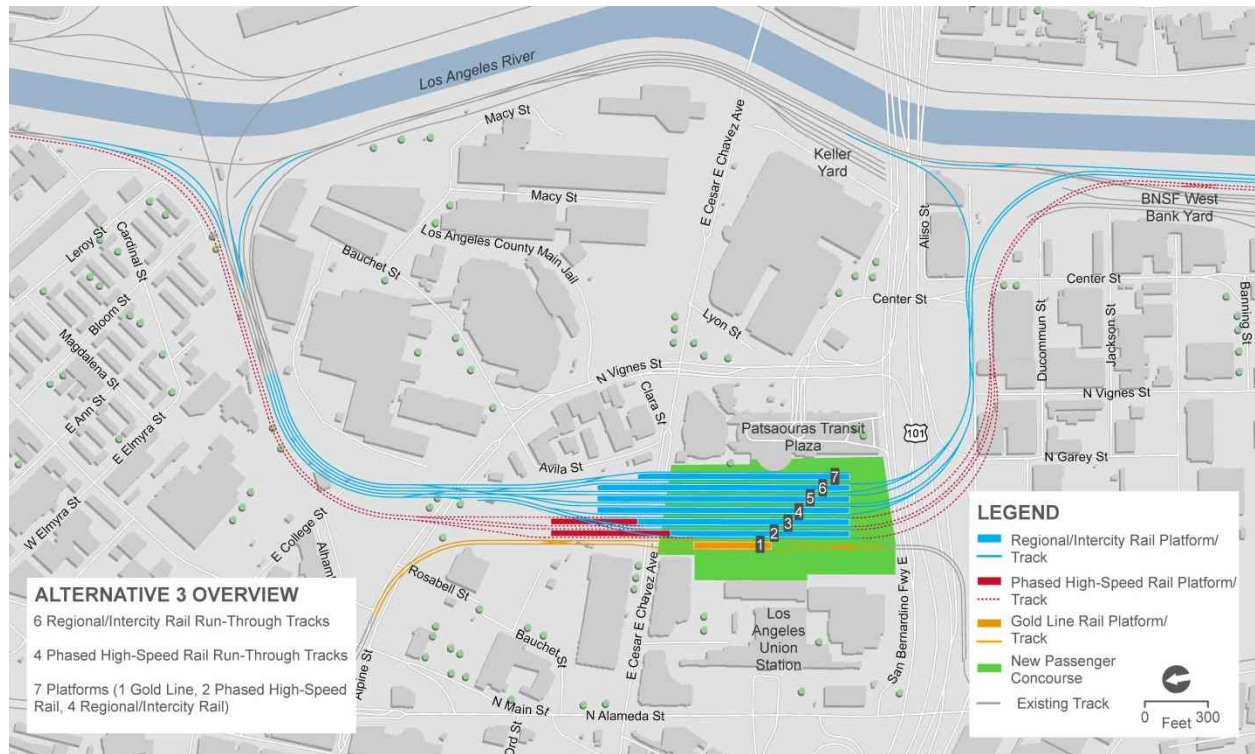 Los Angeles River
Macy St
Macy St
Keller
Yard
E Cesar E Chavez Ave
Aliso St
BNSF West
Bank Yard
Leroy St
Cardinal St
Bloom St
Magdalena St
E Ann St
E Elmyra St
W Elmyra St
Bauchet St
Los Angeles County Main Jail
Center St
Center St
Lyon St
Ducommun St
Jackson St
Banning St
N Vignes St
N Vignes St
Clara St
Patsaouras Transit
Plaza
101
N Garey St
Avila St
E College St
7
6
5
4
3
2
1
Rosabell St
Bauchet St
E Cesar E Chavez Ave
Los
Angeles
Union
Station
San Bernardino Fwy E
Alpine St
N Main St
N Alameda St
Ord St
ALTERNATIVE 3 OVERVIEW
6 Regional/Intercity Rail Run-Through Tracks
4 Phased High-Speed Rail Run-Through Tracks
7 Platforms (1 Gold Line, 2 Phased High-Speed
Rail, 4 Regional/Intercity Rail)
LEGEND
Regional/Intercity Rail Platform/
Track
Phased High-Speed Rail Platform/
Track
Gold Line Rail Platform/
Track
New Passenger
Concourse
Existing Track
0 300
Feet